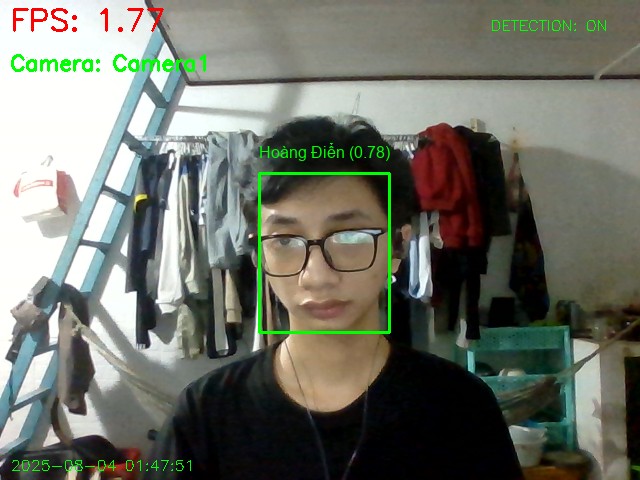 FPS: 1.77
DETECTION: ON
Camera: Camera1
Hoàng Điển (0.78)
2025-08-04 01:47:51